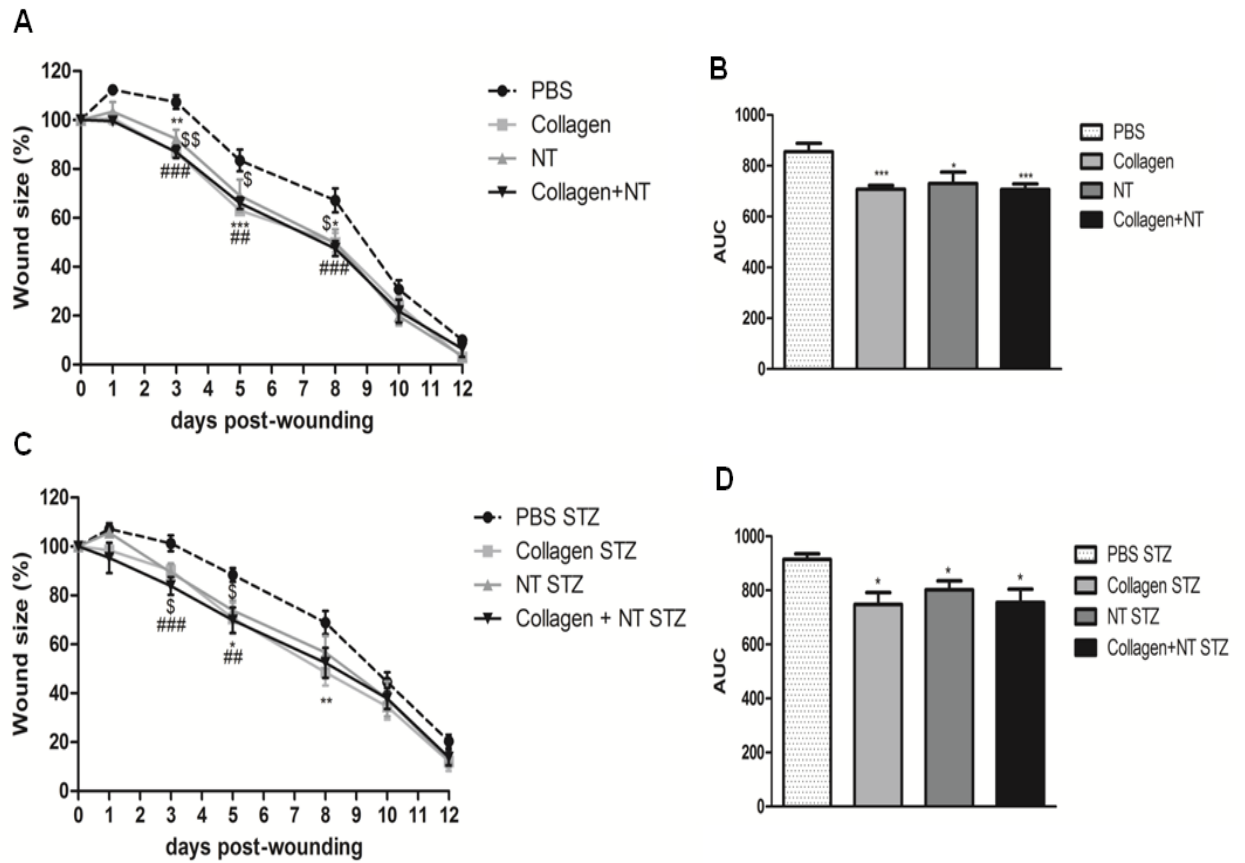 A
120
100
80
60
40
20
0
Wound size (%)
**
$$
###
$
***
##
$*
###
0 1 2 3 4 5 6 7 8 9 10 11 12
days post-wounding
PBS
Collagen
NT
Collagen+NT
B
1000
800
600
400
200
0
AUC
*** * ***
PBS
Collagen
NT
Collagen+NT
C
120
100
80
60
40
20
0
Wound size (%)
$
###
$
*
##
**
0 1 2 3 4 5 6 7 8 9 10 11 12
days post-wounding
PBS STZ
Collagen STZ
NT STZ
Collagen + NT STZ
D
1000
800
600
400
200
0
AUC
* * *
PBS STZ
Collagen STZ
NT STZ
Collagen+NT STZ